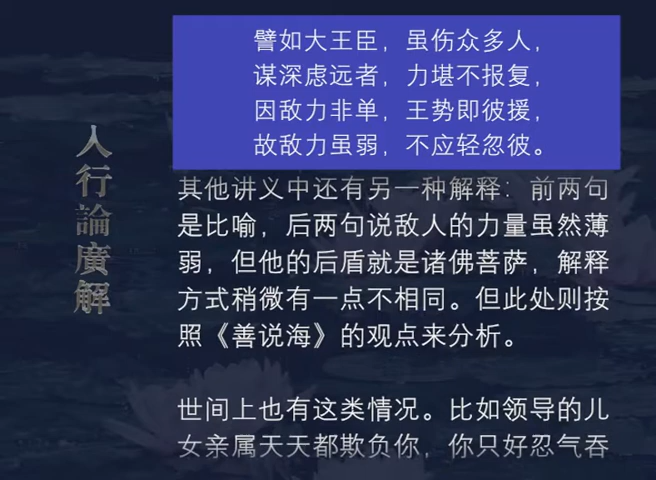 譬如大王臣，虽伤众多人，
谋深虑远者，力堪不报复，
因敌力非单，王势即彼援，
故敌力虽弱，不应轻忽彼。
其他讲义中还有另一种解释：前两句
是比喻，后两句说敌人的力量虽然薄
弱，但他的后盾就是诸佛菩萨，解释
方式稍微有一点不相同。但此处则按
照《善说海》的观点来分析。
世间上也有这类情况。比如领导的儿
女亲属天天都欺负你，你只好忍气吞
入行論廣解